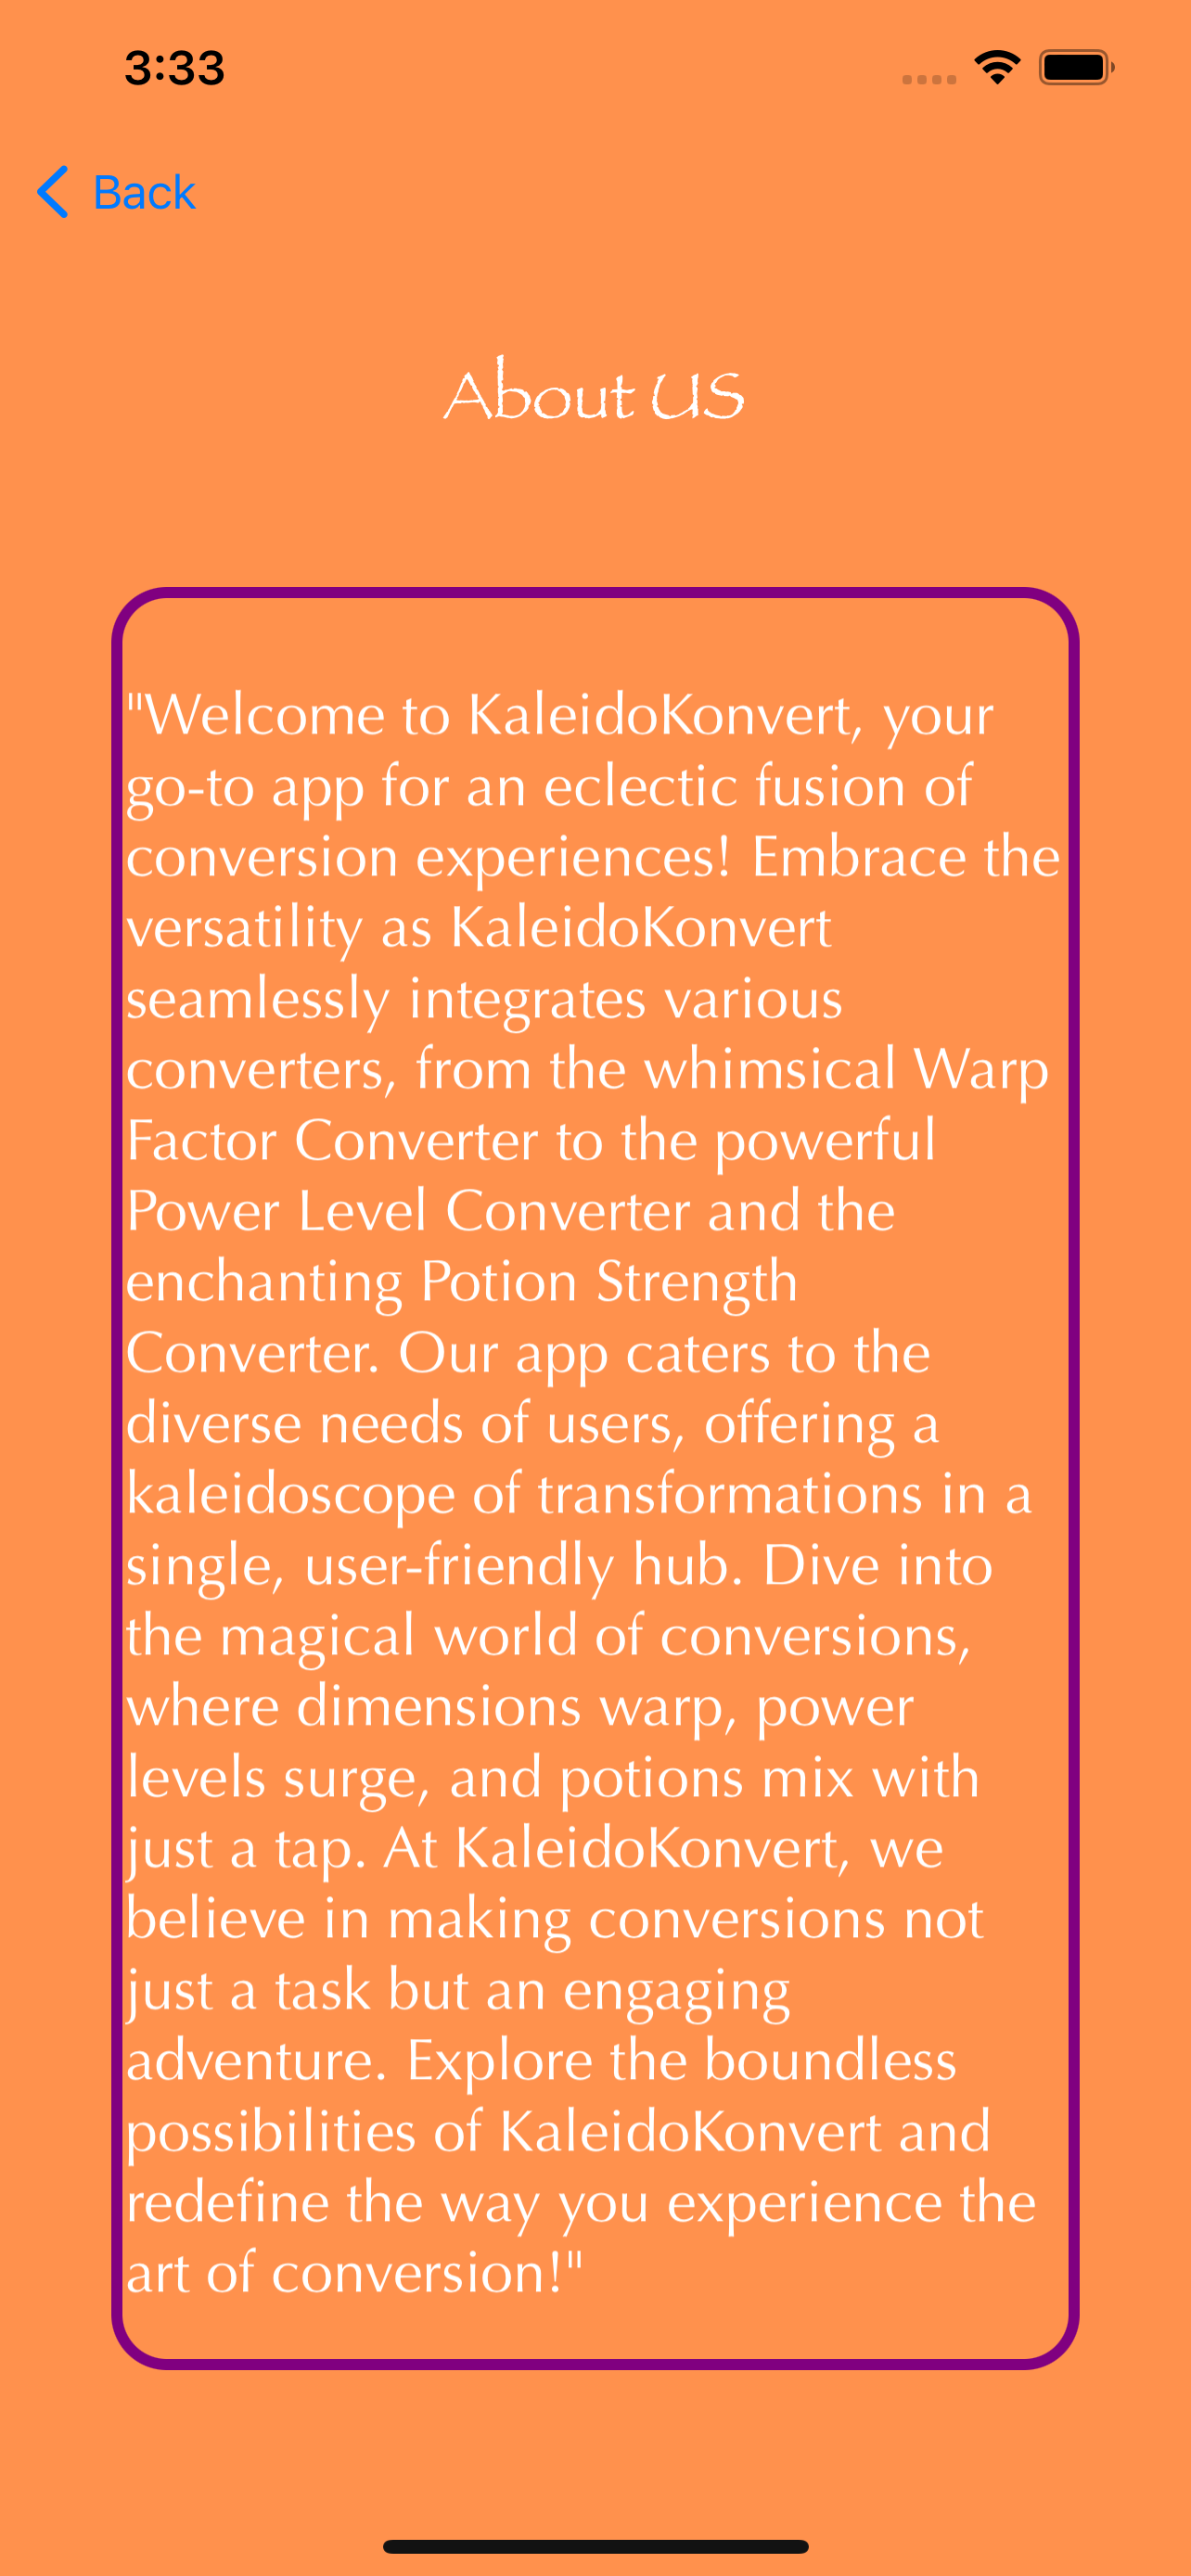 3:33
Back
About US
"Welcome to KaleidoKonvert, your
go-to app for an eclectic fusion of
conversion experiences! Embrace the
versatility as KaleidoKonvert
seamlessly integrates various
converters, from the whimsical Warp
Factor Converter to the powerful
Power Level Converter and the
enchanting Potion Strength
Converter. Our app caters to the
diverse needs of users, offering a
kaleidoscope of transformations in a
single, user-friendly hub. Dive into
the magical world of conversions,
where dimensions warp, power
levels surge, and potions mix with
just a tap. At KaleidoKonvert, we
believe in making conversions not
just a task but an engaging
adventure. Explore the boundless
possibilities of KaleidoKonvert and
redefine the way you experience the
art of conversion!"